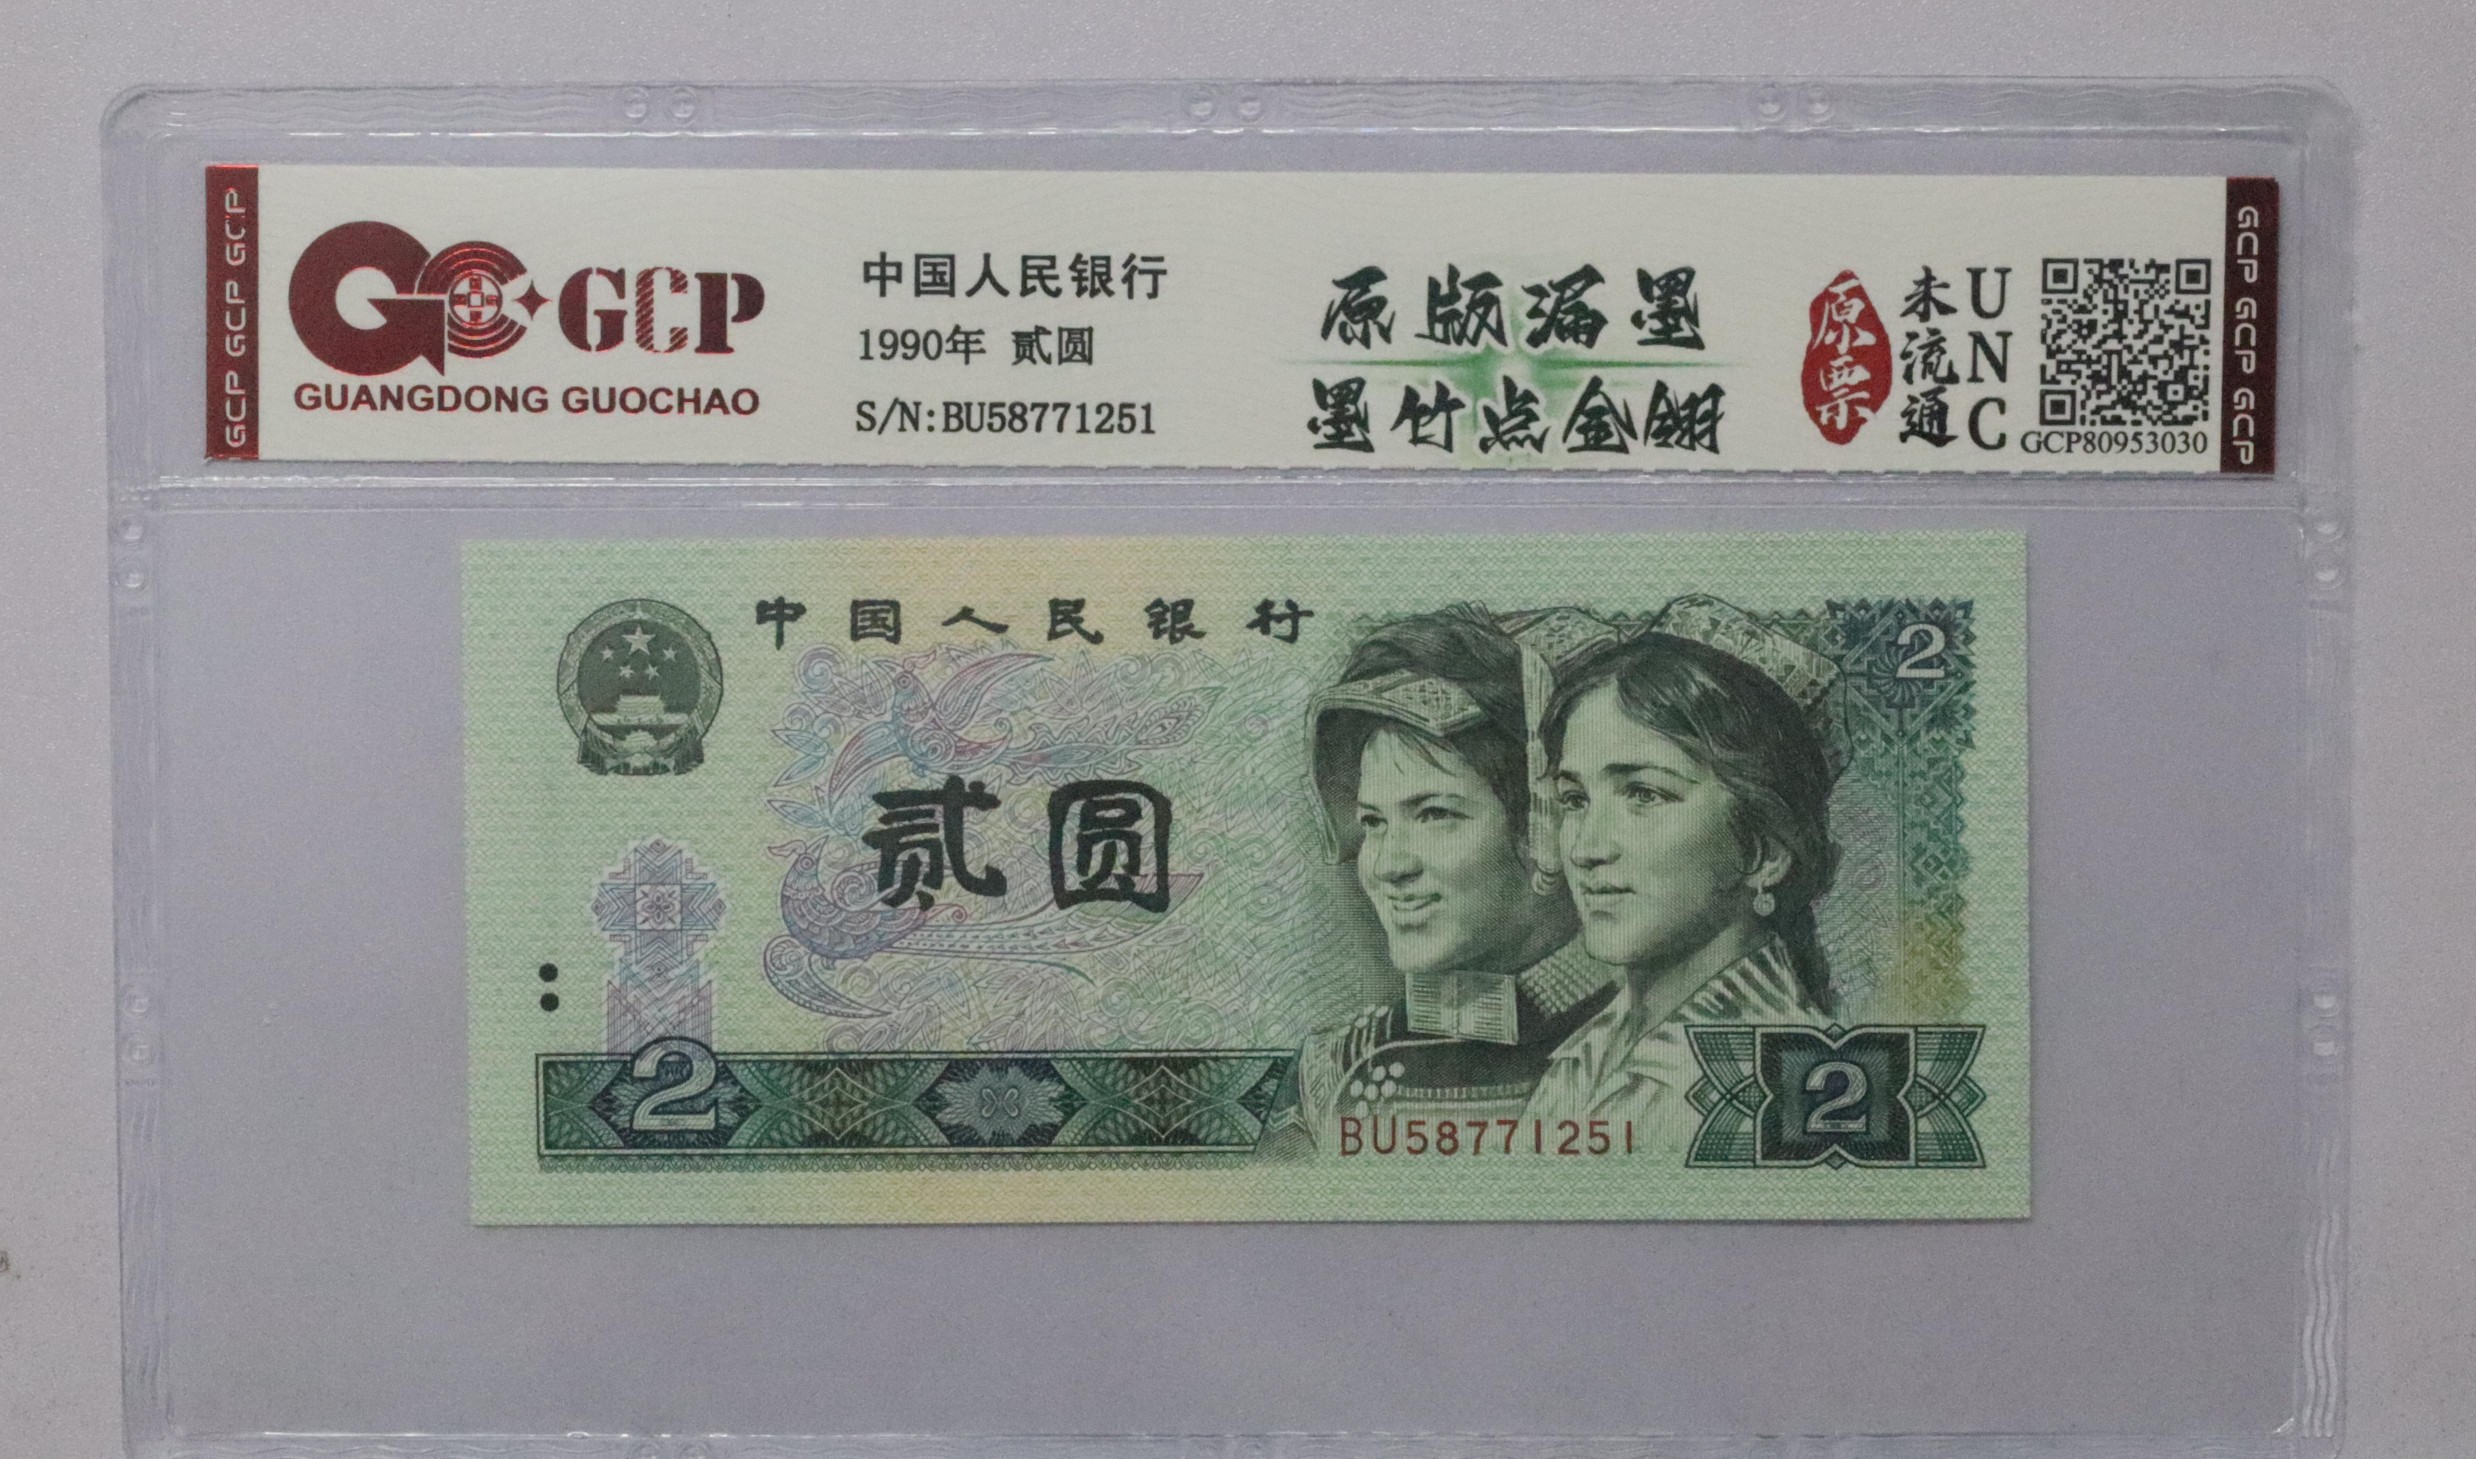 GCP GCP GCP
GCP
GUANGDONG GUOCHAO
中国人民银行
1990年 贰圆
S/N:BU58771251
原版漏墨
墨竹点金翎
原票
未流通
UNC
GCP80953030
GCP GCP GCP
中国人民银行
2
贰圆
2
2
BU58771251